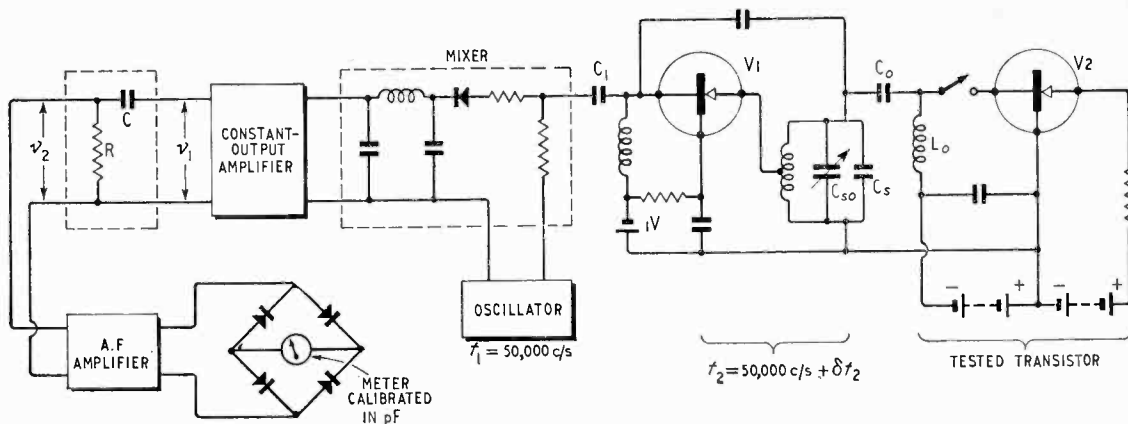 MIXER
C₁
V1
C₀
V2
v₂
R
C
v₁
CONSTANT-
OUTPUT
AMPLIFIER
L₀
Cso
Cs
1V
OSCILLATOR
f₁ = 50,000 c/s
A.F
AMPLIFIER
METER
CALIBRATED
IN pF
f₂ = 50,000 c/s + δf₂
- + - +
TESTED TRANSISTOR